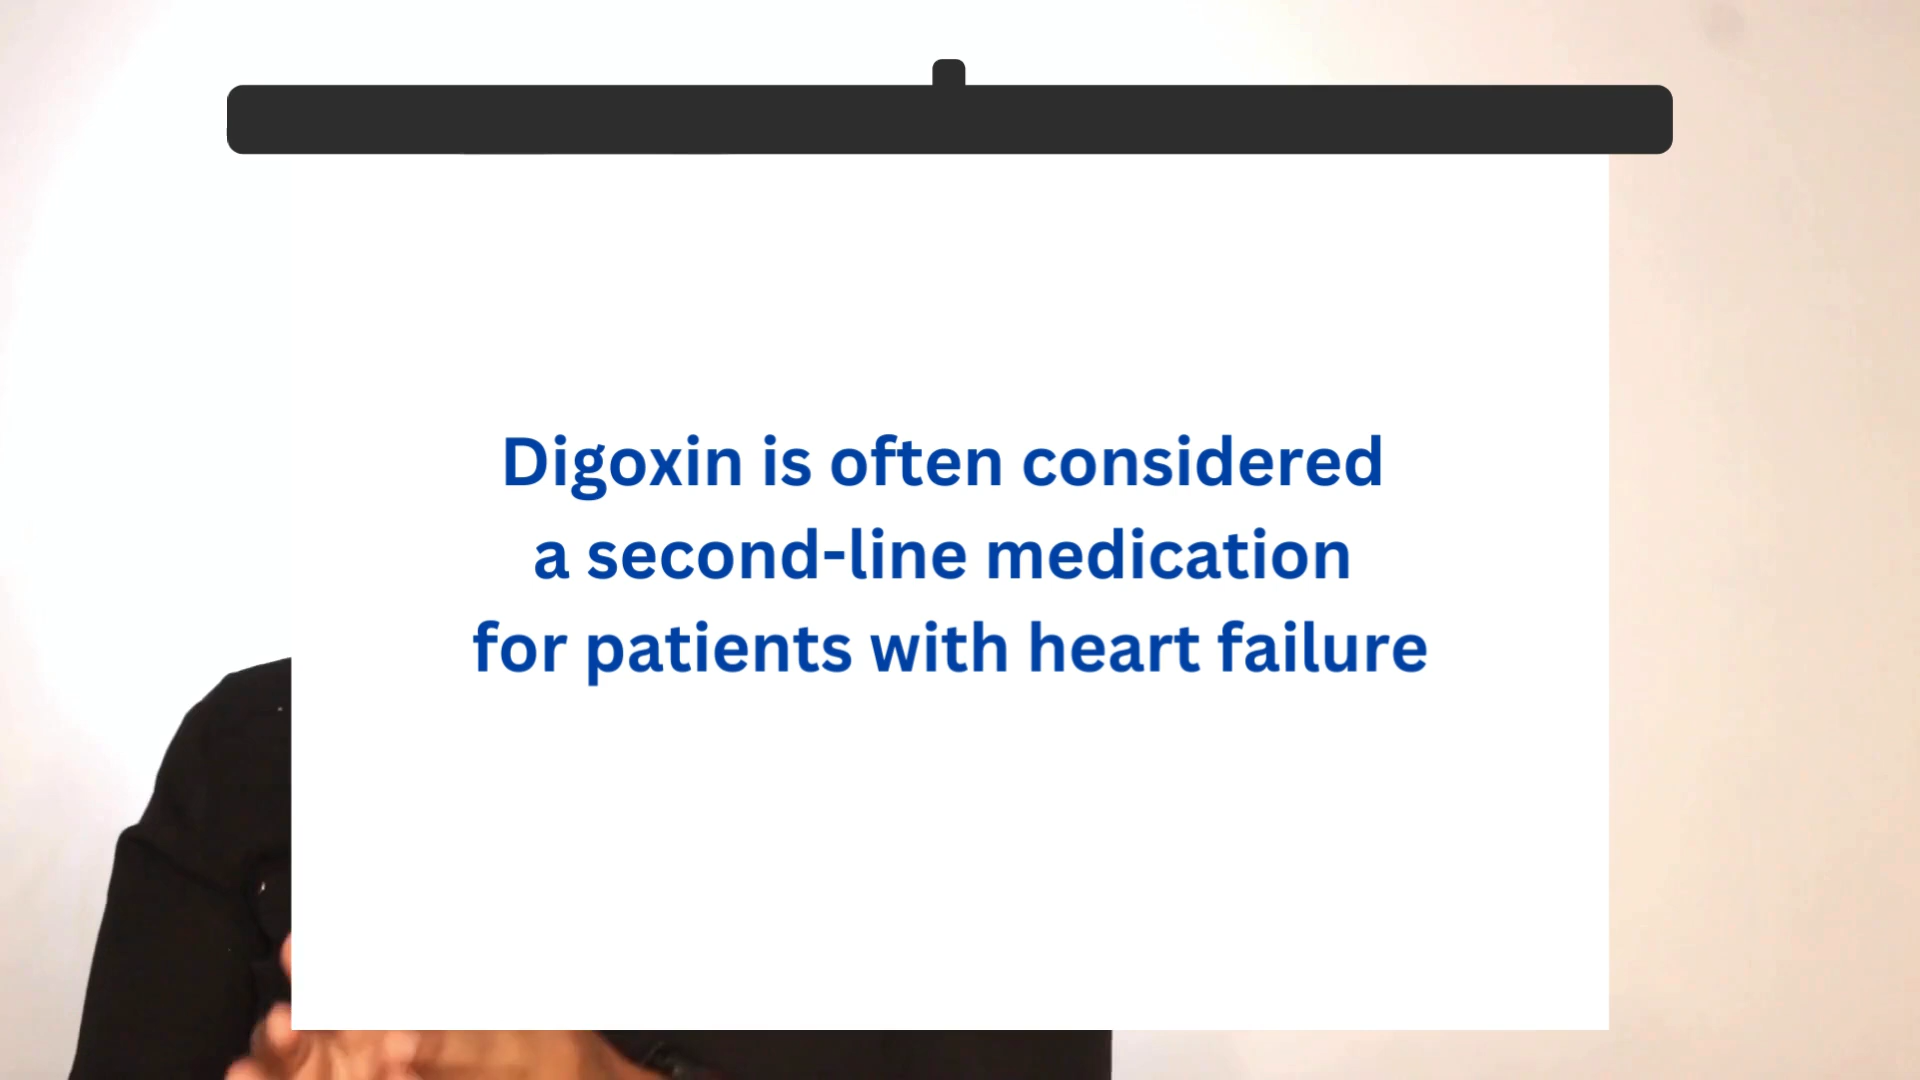 Digoxin is often considered
a second-line medication
for patients with heart failure